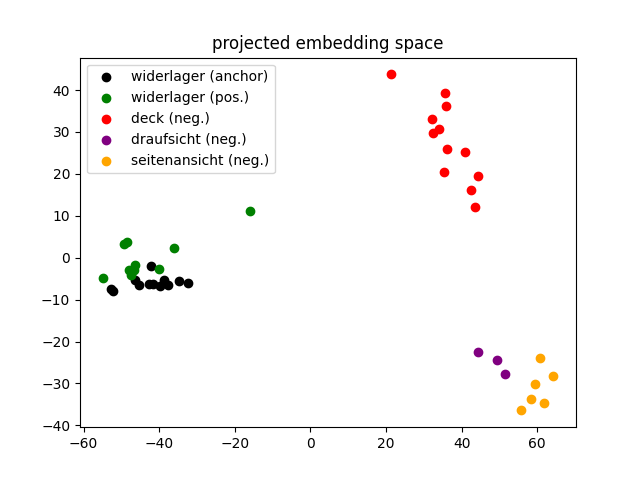 projected embedding space
widerlager (anchor)
widerlager (pos.)
deck (neg.)
draufsicht (neg.)
seitenansicht (neg.)
40
30
20
10
0
−10
−20
−30
−40
−60 −40 −20 0 20 40 60